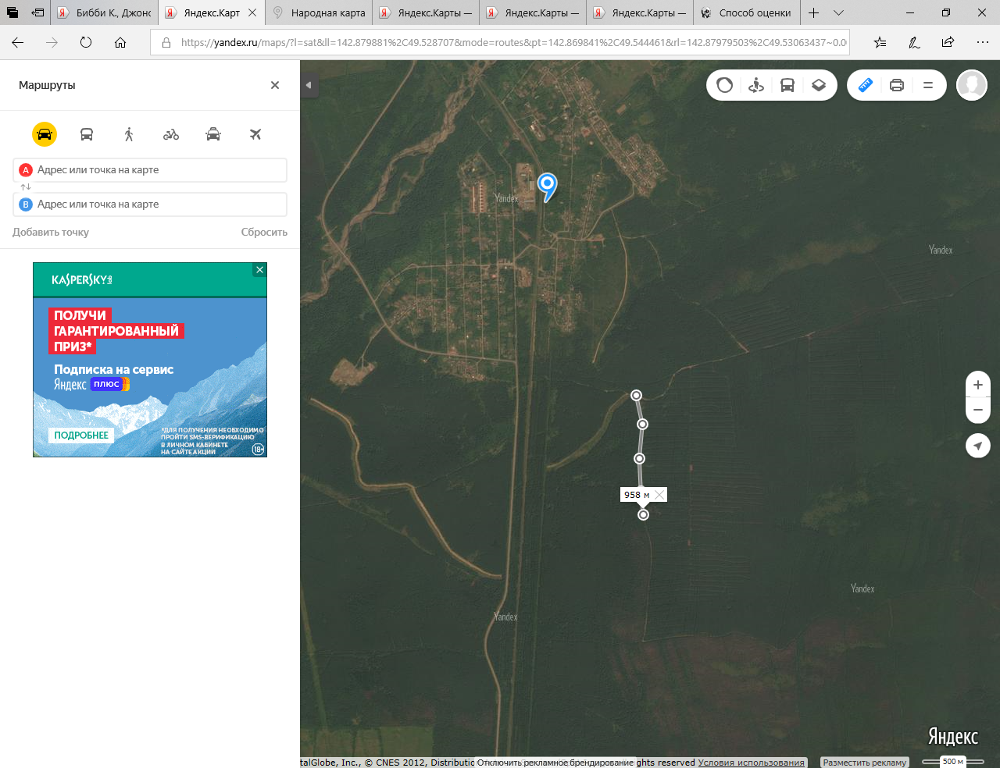 Бибби К., Джонс
Яндекс.Карт
Народная карта
Яндекс.Карты —
Яндекс.Карты —
Яндекс.Карты —
Способ оценки
https://yandex.ru/maps/?l=sat&ll=142.879881%2C49.528707&mode=routes&pt=142.869841%2C49.544461&rl=142.87979503%2C49.53063437~0.0
Маршруты
A Адрес или точка на карте
B Адрес или точка на карте
Добавить точку Сбросить
KASPERSKY
ПОЛУЧИ
ГАРАНТИРОВАННЫЙ
ПРИЗ*
Подписка на сервис
Яндекс плюс
ПОДРОБНЕЕ
*ДЛЯ ПОЛУЧЕНИЯ НЕОБХОДИМО
ПРОЙТИ SMS-ВЕРИФИКАЦИЮ
В ЛИЧНОМ КАБИНЕТЕ
НА САЙТЕ АКЦИИ
18+
Yandex
Yandex
958 м
Yandex
Yandex
Яндекс
talGlobe, Inc., © CNES 2012, Distributio
Отключить рекламное брендирование
ghts reserved
Условия использования
Разместить рекламу
500 м